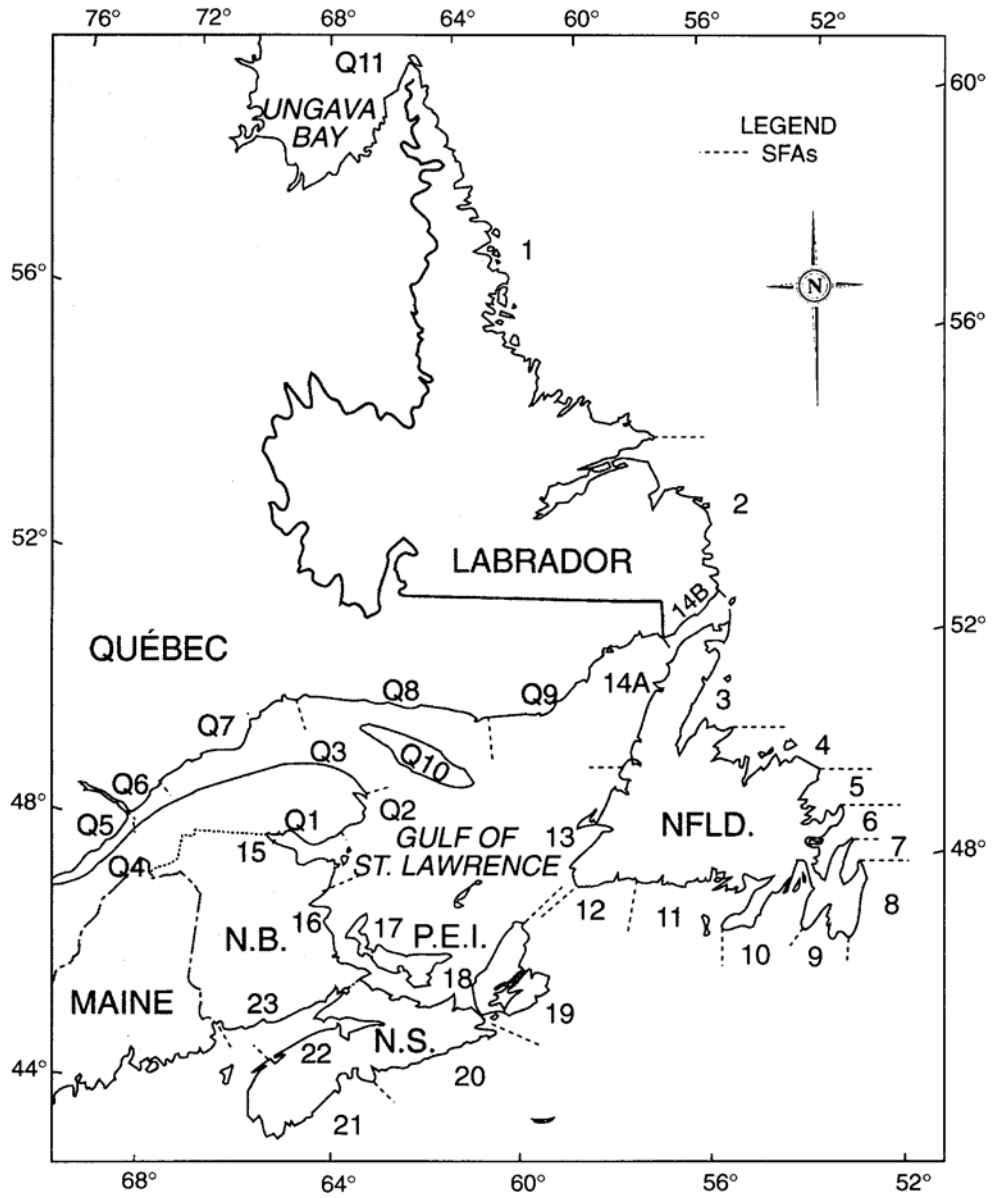 76° 72° 68° 64° 60° 56° 52°
Q11
60°
UNGAVA
BAY
LEGEND
SFAs
1
N
56°
56°
2
52°
LABRADOR
14B
52°
QUÉBEC
14A
Q8
Q9
3
Q7
Q3
Q10
4
Q6
5
48°
Q5
Q1
Q2
GULF OF
ST. LAWRENCE
13
NFLD.
6
7
48°
15
Q4
12
11
8
16
17
10
9
N.B.
P.E.I.
18
MAINE
23
19
22
N.S.
44°
20
44°
21
68° 64° 60° 56° 52°